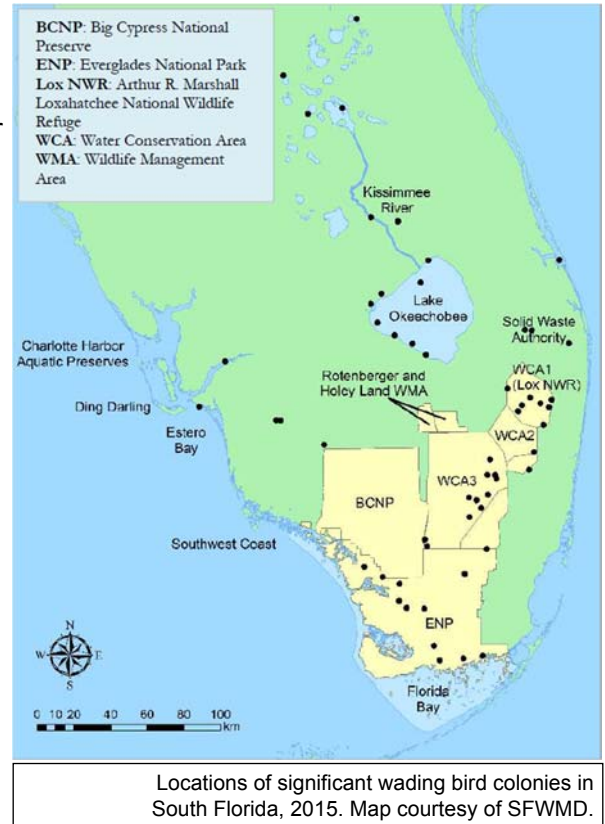 BCNP: Big Cypress National
Preserve
ENP: Everglades National Park
Lox NWR: Arthur R. Marshall
Loxahatchee National Wildlife
Refuge
WCA: Water Conservation Area
WMA: Wildlife Management
Area
Kissimmee
River
Lake
Okeechobee
Solid Waste
Authority
Charlotte Harbor
Aquatic Preserves
Rotenberger and
Holey Land WMA
WCA1
(Lox NWR)
Ding Darling
Estero
Bay
WCA2
WCA3
BCNP
Southwest Coast
ENP
N
W
E
S
Florida
Bay
0 10 20 40 60 80 100
km
Locations of significant wading bird colonies in
South Florida, 2015. Map courtesy of SFWMD.